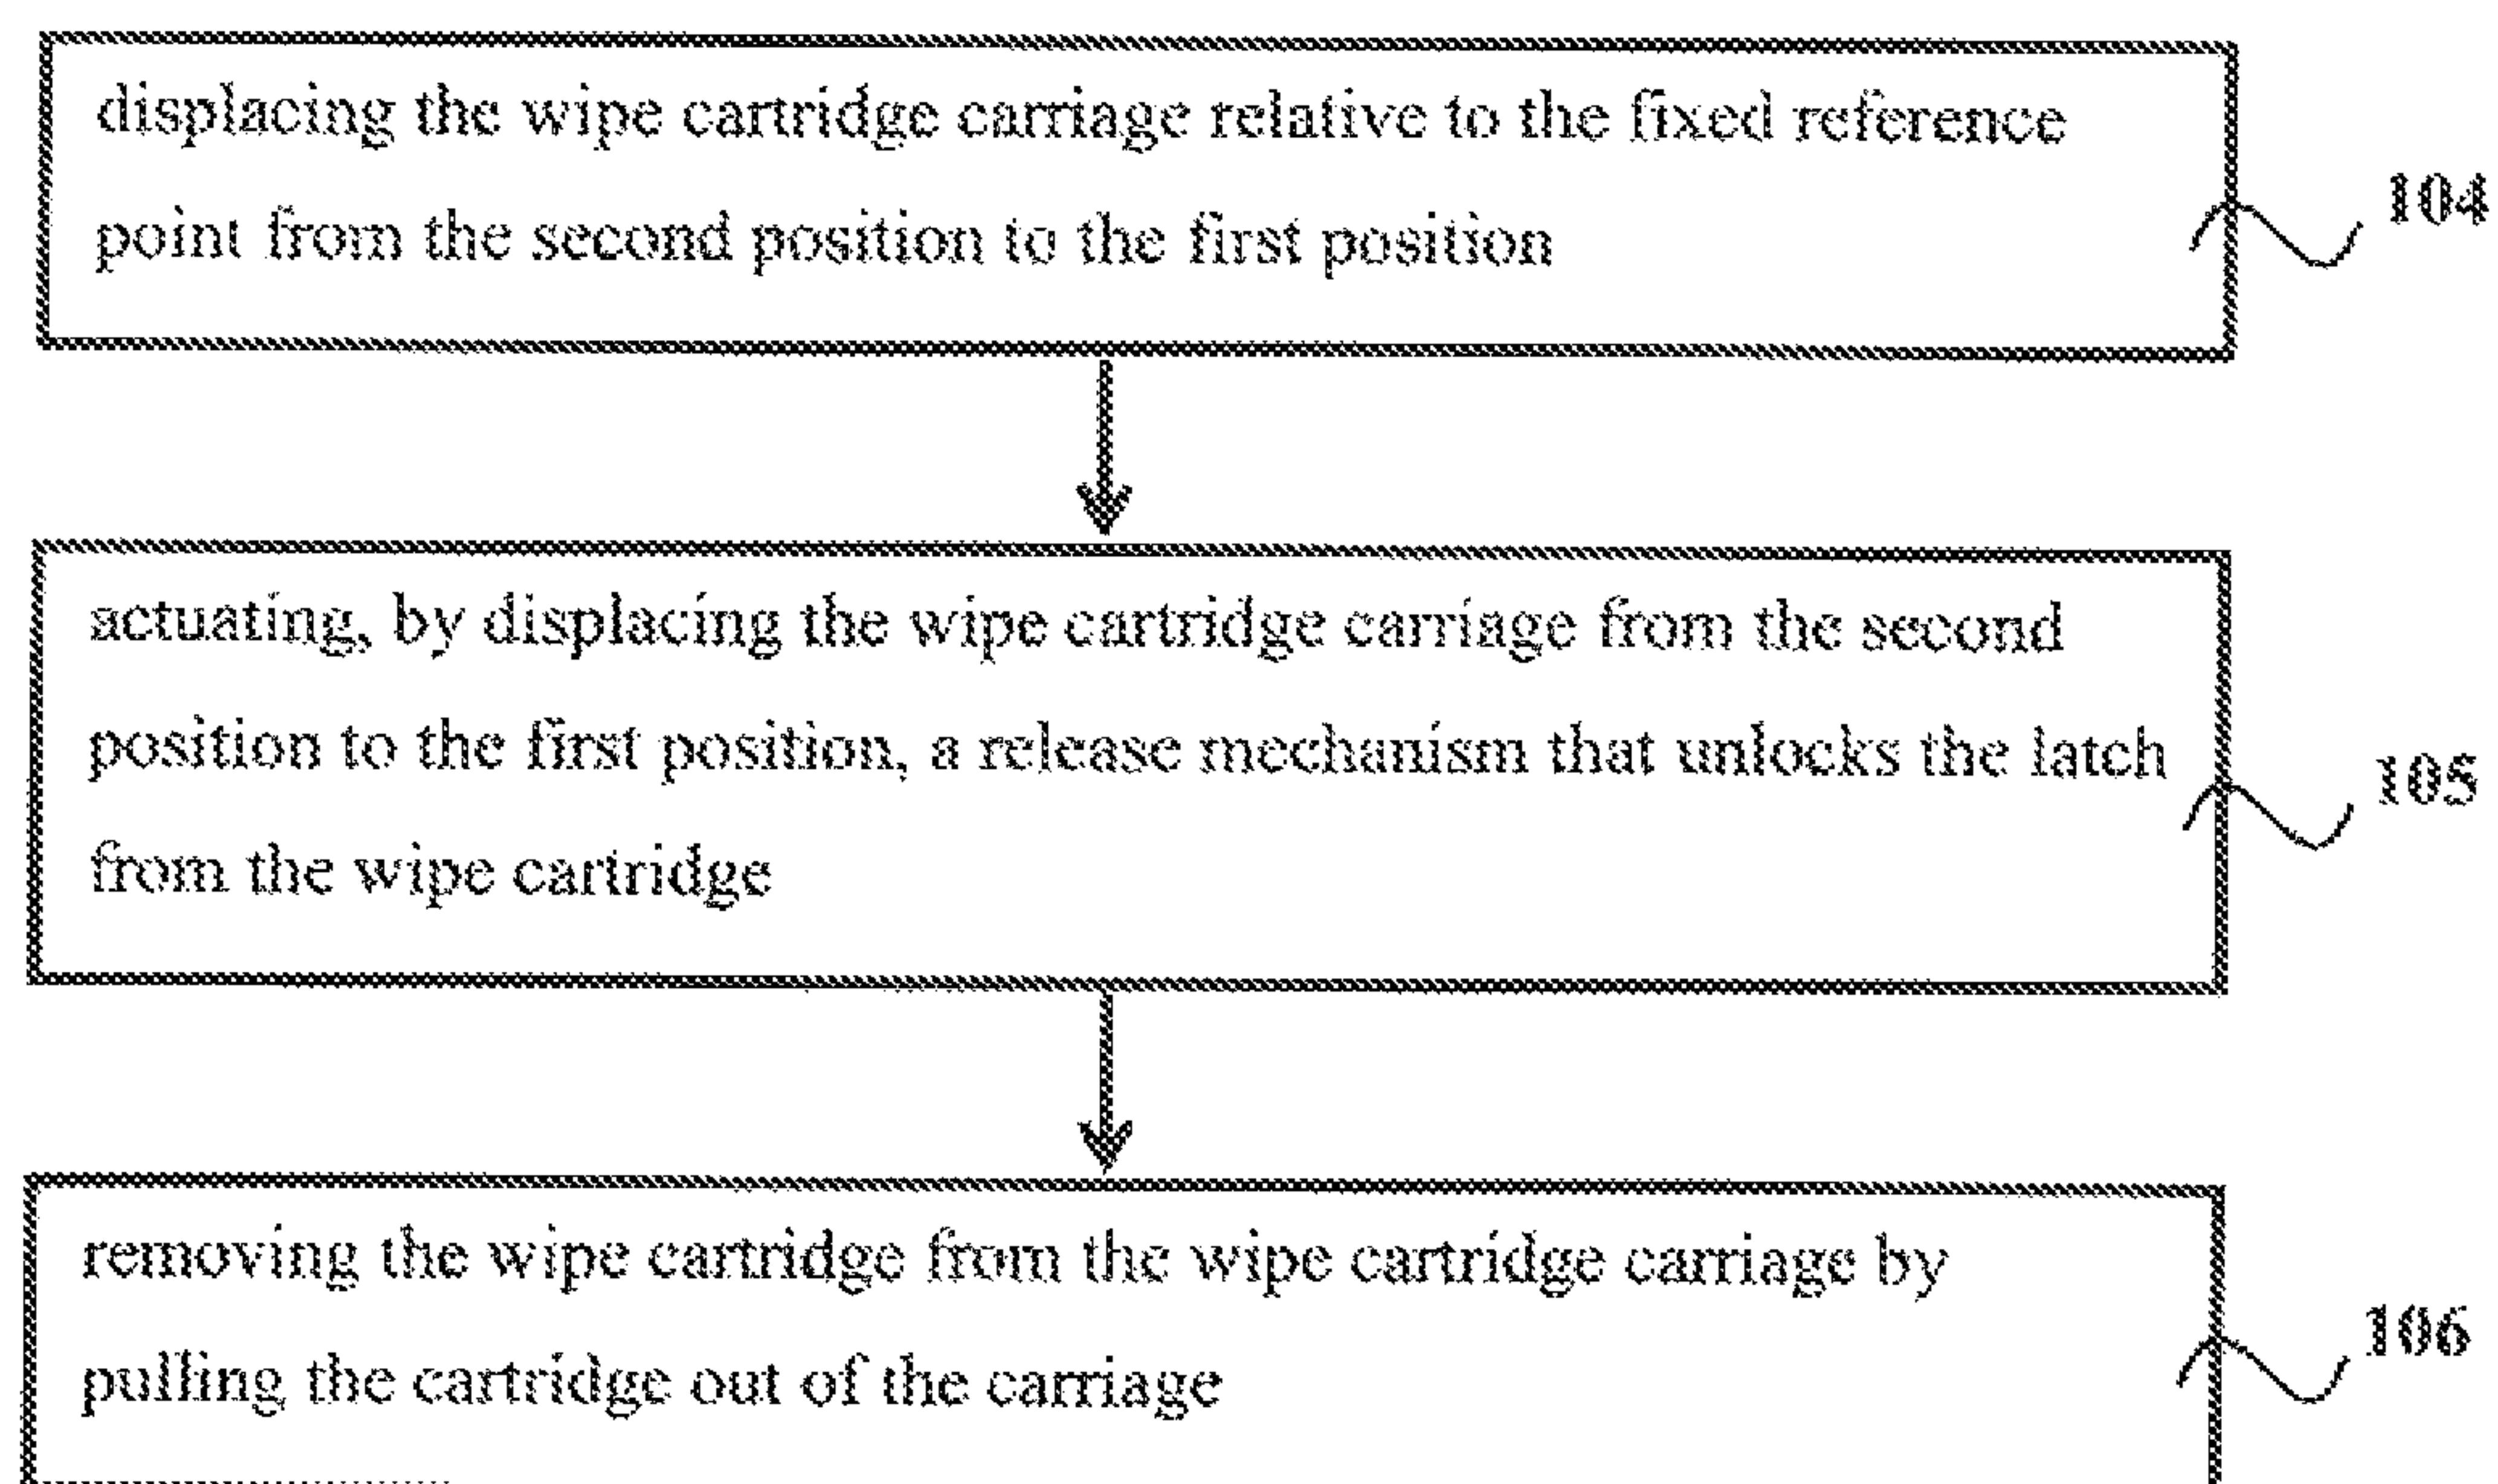 displacing the wipe cartridge carriage relative to the fixed reference
point from the second position to the first position
104
actuating, by displacing the wipe cartridge carriage from the second
position to the first position, a release mechanism that unlocks the latch
from the wipe cartridge
105
removing the wipe cartridge from the wipe cartridge carriage by
pulling the cartridge out of the carriage
106